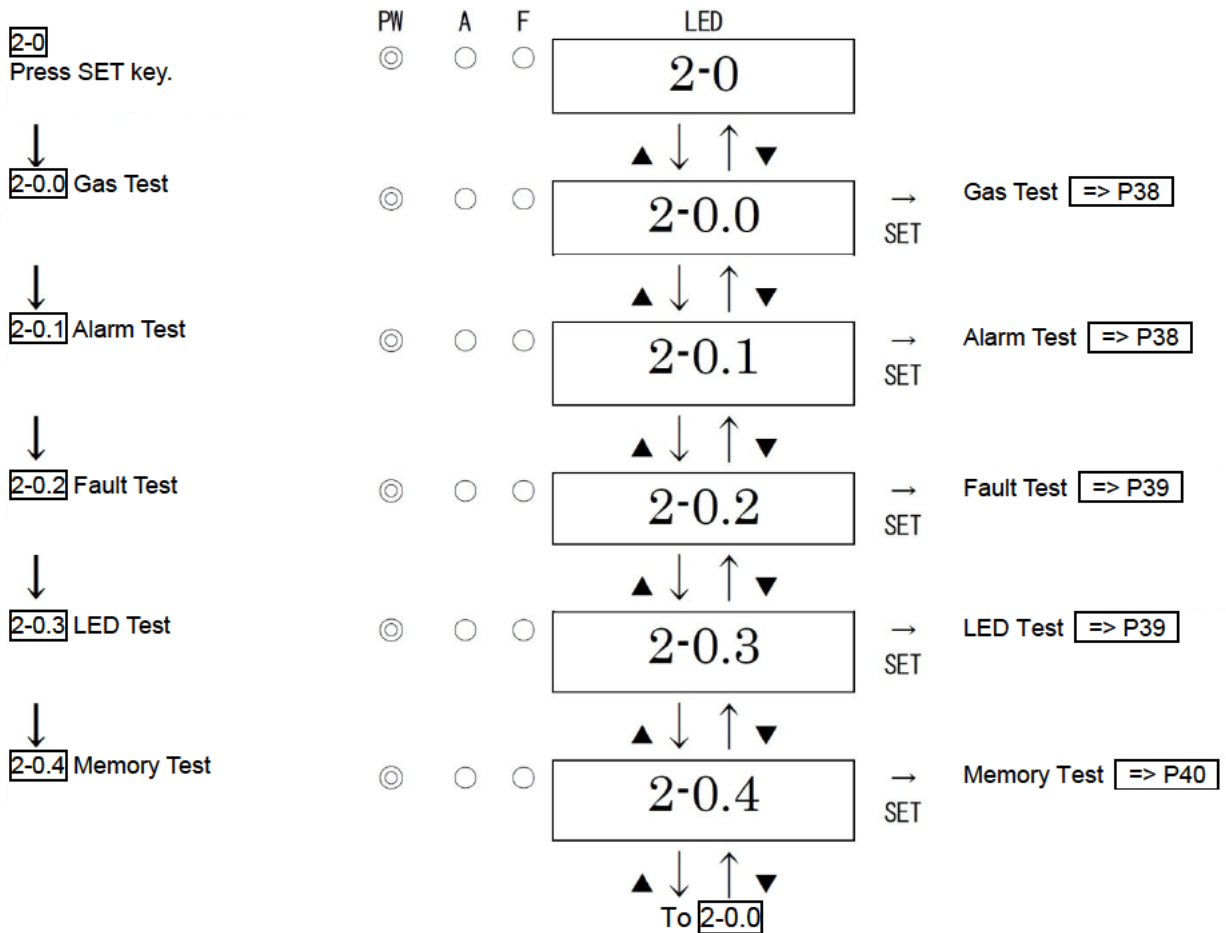 PW A F LED
2-0
Press SET key.
2-0
▲ ↓ ↑ ▼
↓
2-0.0 Gas Test
2-0.0
→
SET
Gas Test => P38
▲ ↓ ↑ ▼
↓
2-0.1 Alarm Test
2-0.1
→
SET
Alarm Test => P38
▲ ↓ ↑ ▼
↓
2-0.2 Fault Test
2-0.2
→
SET
Fault Test => P39
▲ ↓ ↑ ▼
↓
2-0.3 LED Test
2-0.3
→
SET
LED Test => P39
▲ ↓ ↑ ▼
↓
2-0.4 Memory Test
2-0.4
→
SET
Memory Test => P40
▲ ↓ ↑ ▼
To 2-0.0